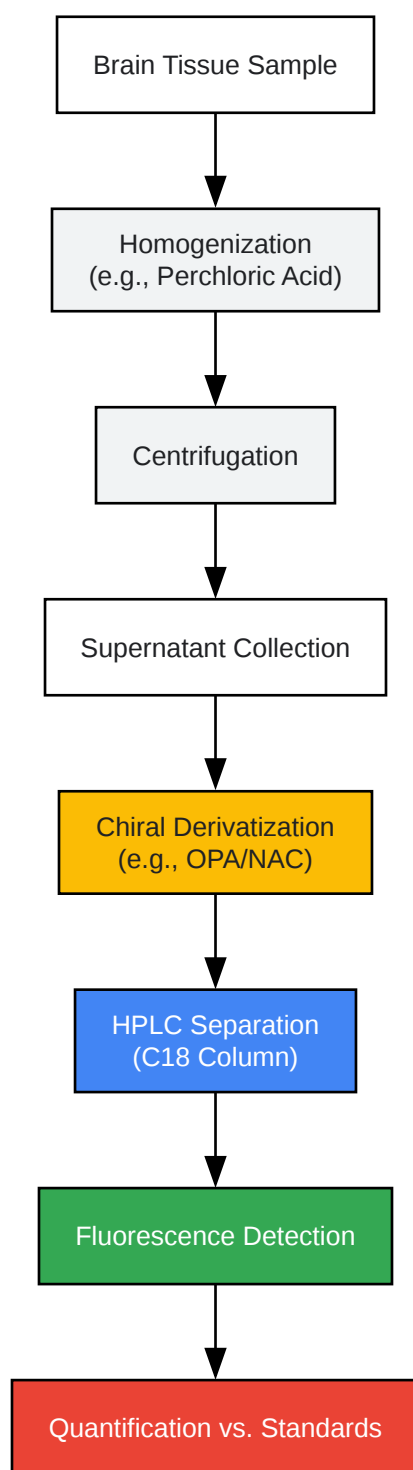 Brain Tissue Sample
Homogenization
(e.g., Perchloric Acid)
Centrifugation
Supernatant Collection
Chiral Derivatization
(e.g., OPA/NAC)
HPLC Separation
(C18 Column)
Fluorescence Detection
Quantification vs. Standards